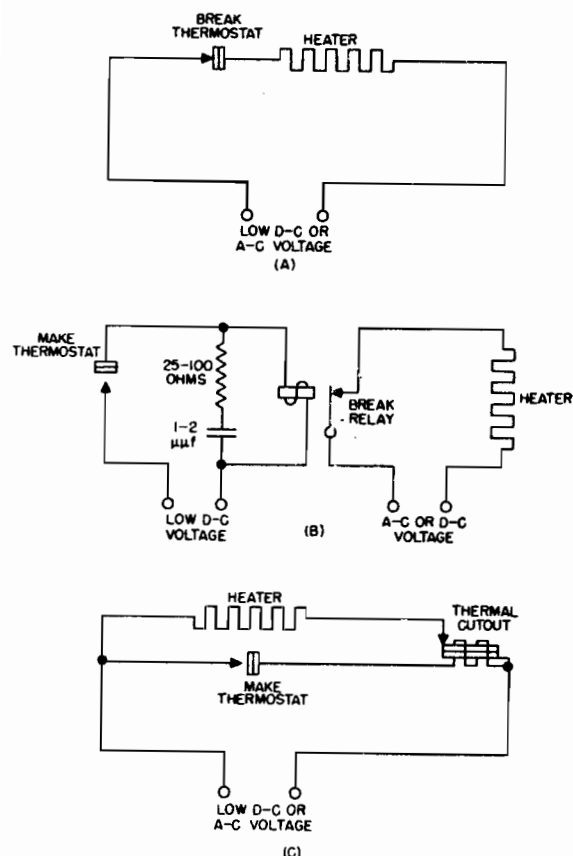 BREAK
THERMOSTAT
HEATER
LOW D-C OR
A-C VOLTAGE
(A)
MAKE
THERMOSTAT
25-100
OHMS
1-2
µµf
BREAK
RELAY
HEATER
LOW D-C
VOLTAGE
(B)
A-C OR D-C
VOLTAGE
HEATER
THERMAL
CUTOUT
MAKE
THERMOSTAT
LOW D-C OR
A-C VOLTAGE
(C)